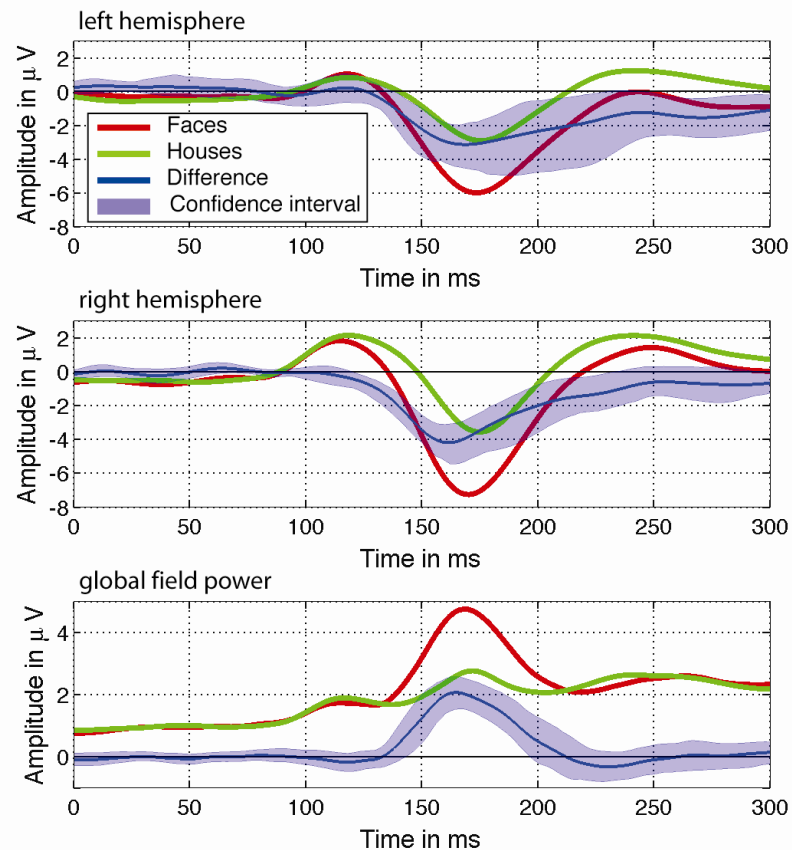 left hemisphere
Amplitude in μ V
2
0
-2
-4
-6
-8
Faces
Houses
Difference
Confidence interval
0 50 100 150 200 250 300
Time in ms
right hemisphere
Amplitude in μ V
2
0
-2
-4
-6
-8
0 50 100 150 200 250 300
Time in ms
global field power
Amplitude in μ V
4
2
0
0 50 100 150 200 250 300
Time in ms